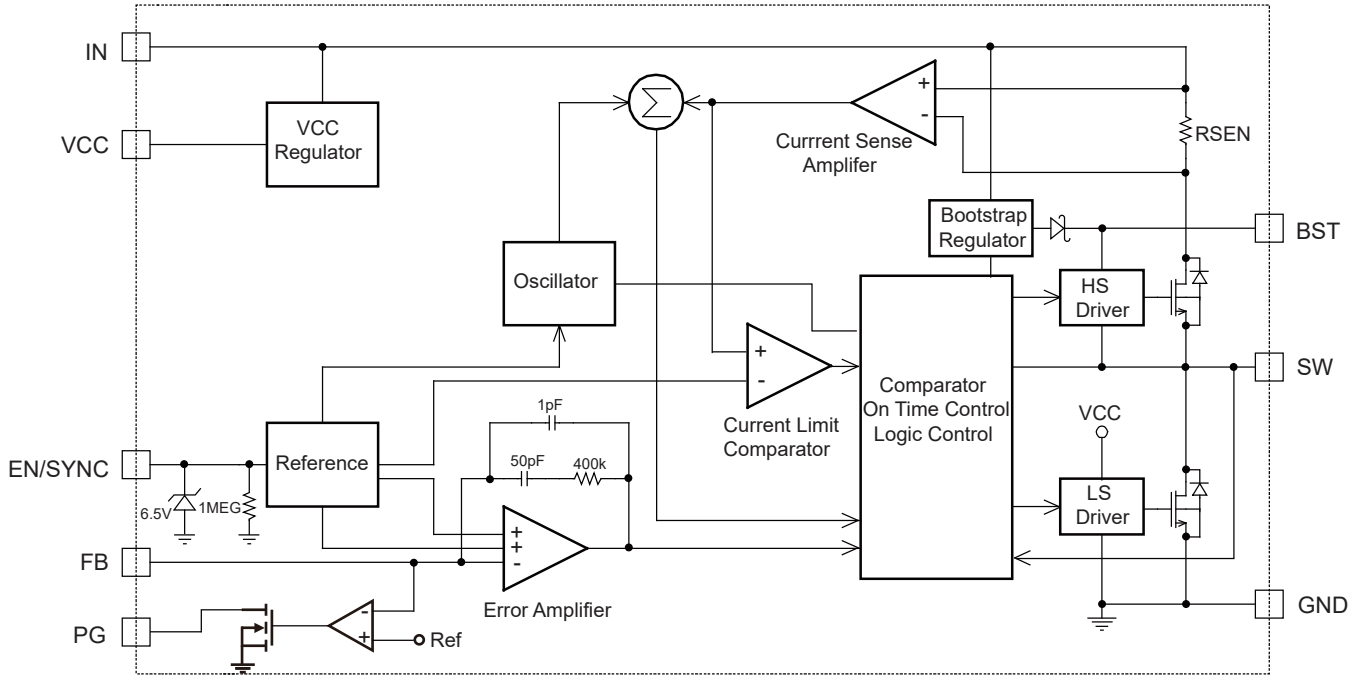 IN
VCC
VCC
Regulator
Σ
+
-
Currrent Sense
Amplifer
RSEN
Bootstrap
Regulator
BST
Oscillator
HS
Driver
+
-
Current Limit
Comparator
Comparator
On Time Control
Logic Control
SW
VCC
1pF
50pF
400k
EN/SYNC
Reference
6.5V
1MEG
LS
Driver
FB
+
+
-
Error Amplifier
PG
-
+
Ref
GND